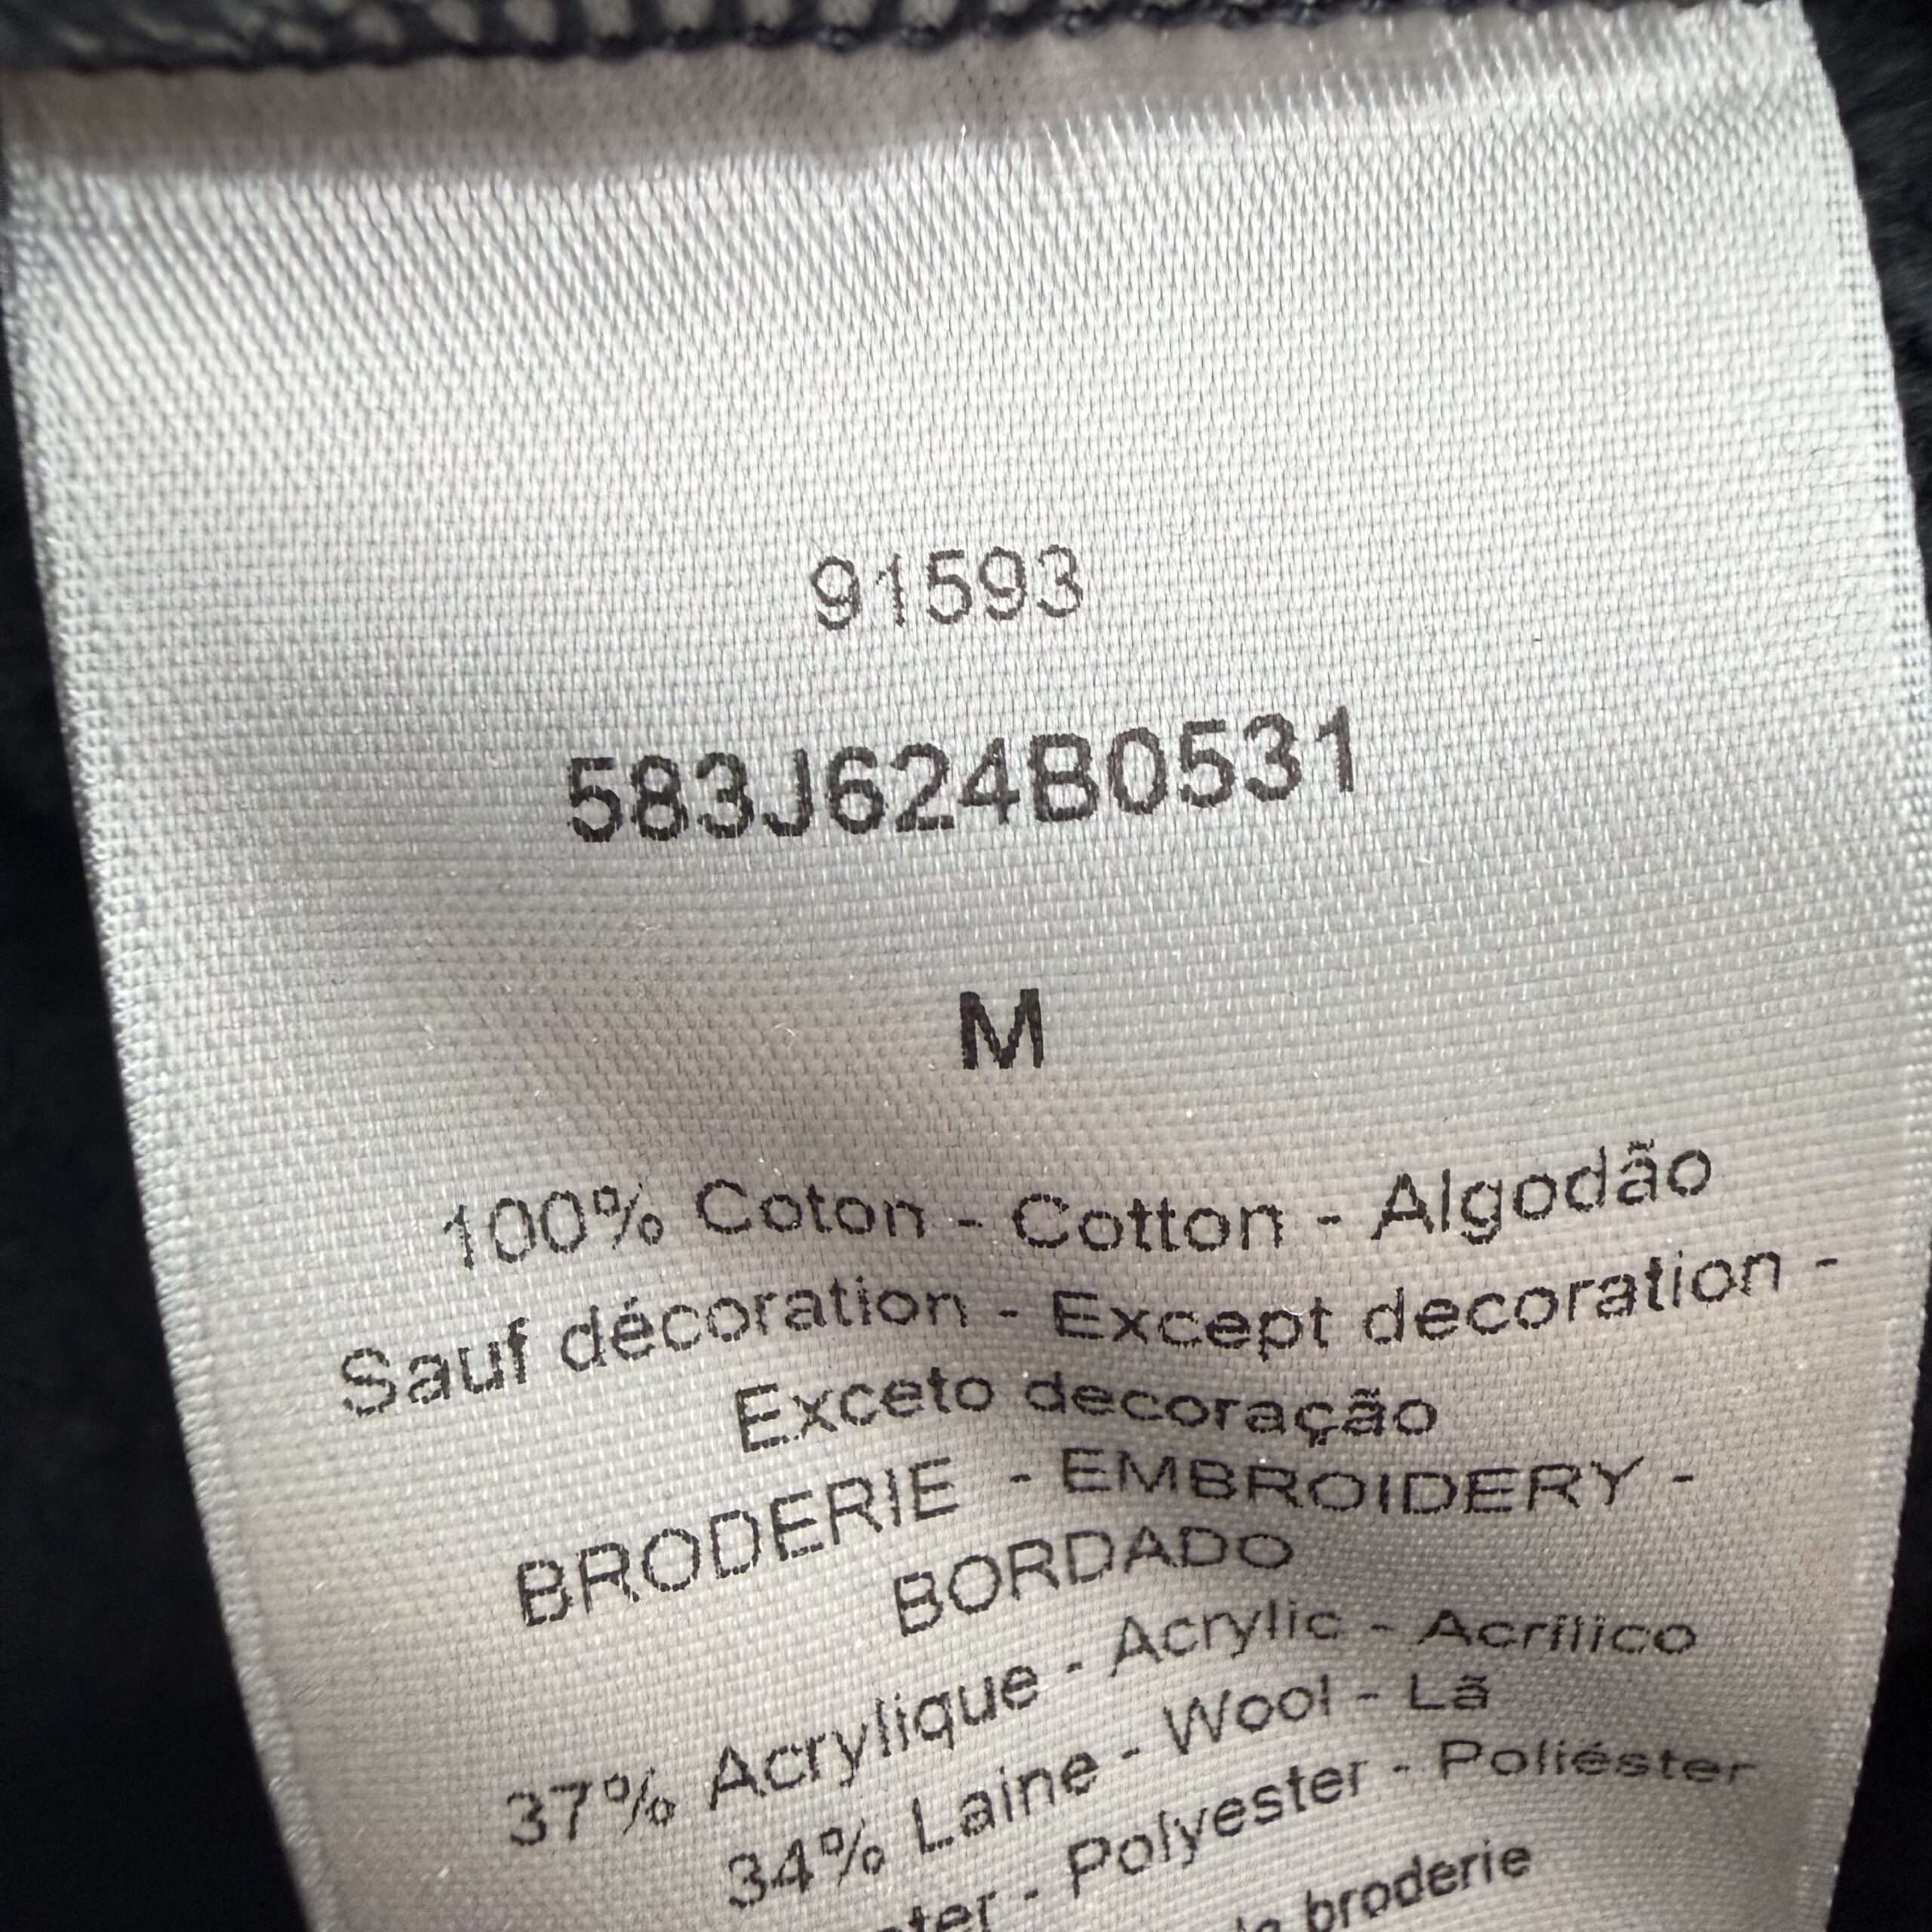 91593
583J624B0531
M
100% Coton - Cotton - Algodão
Sauf décoration - Except decoration -
Exceto decoração
BRODERIE - EMBROIDERY -
BORDADO
37% Acrylique - Acrylic - Acrílico
34% Laine - Wool - Lã
- Polyester - Poliéster
broderie